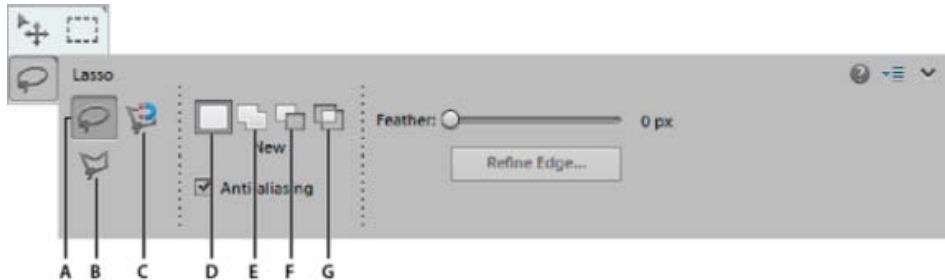 Lasso
Feather: 0 px
New
Refine Edge...
Anti-aliasing
A B C D E F G